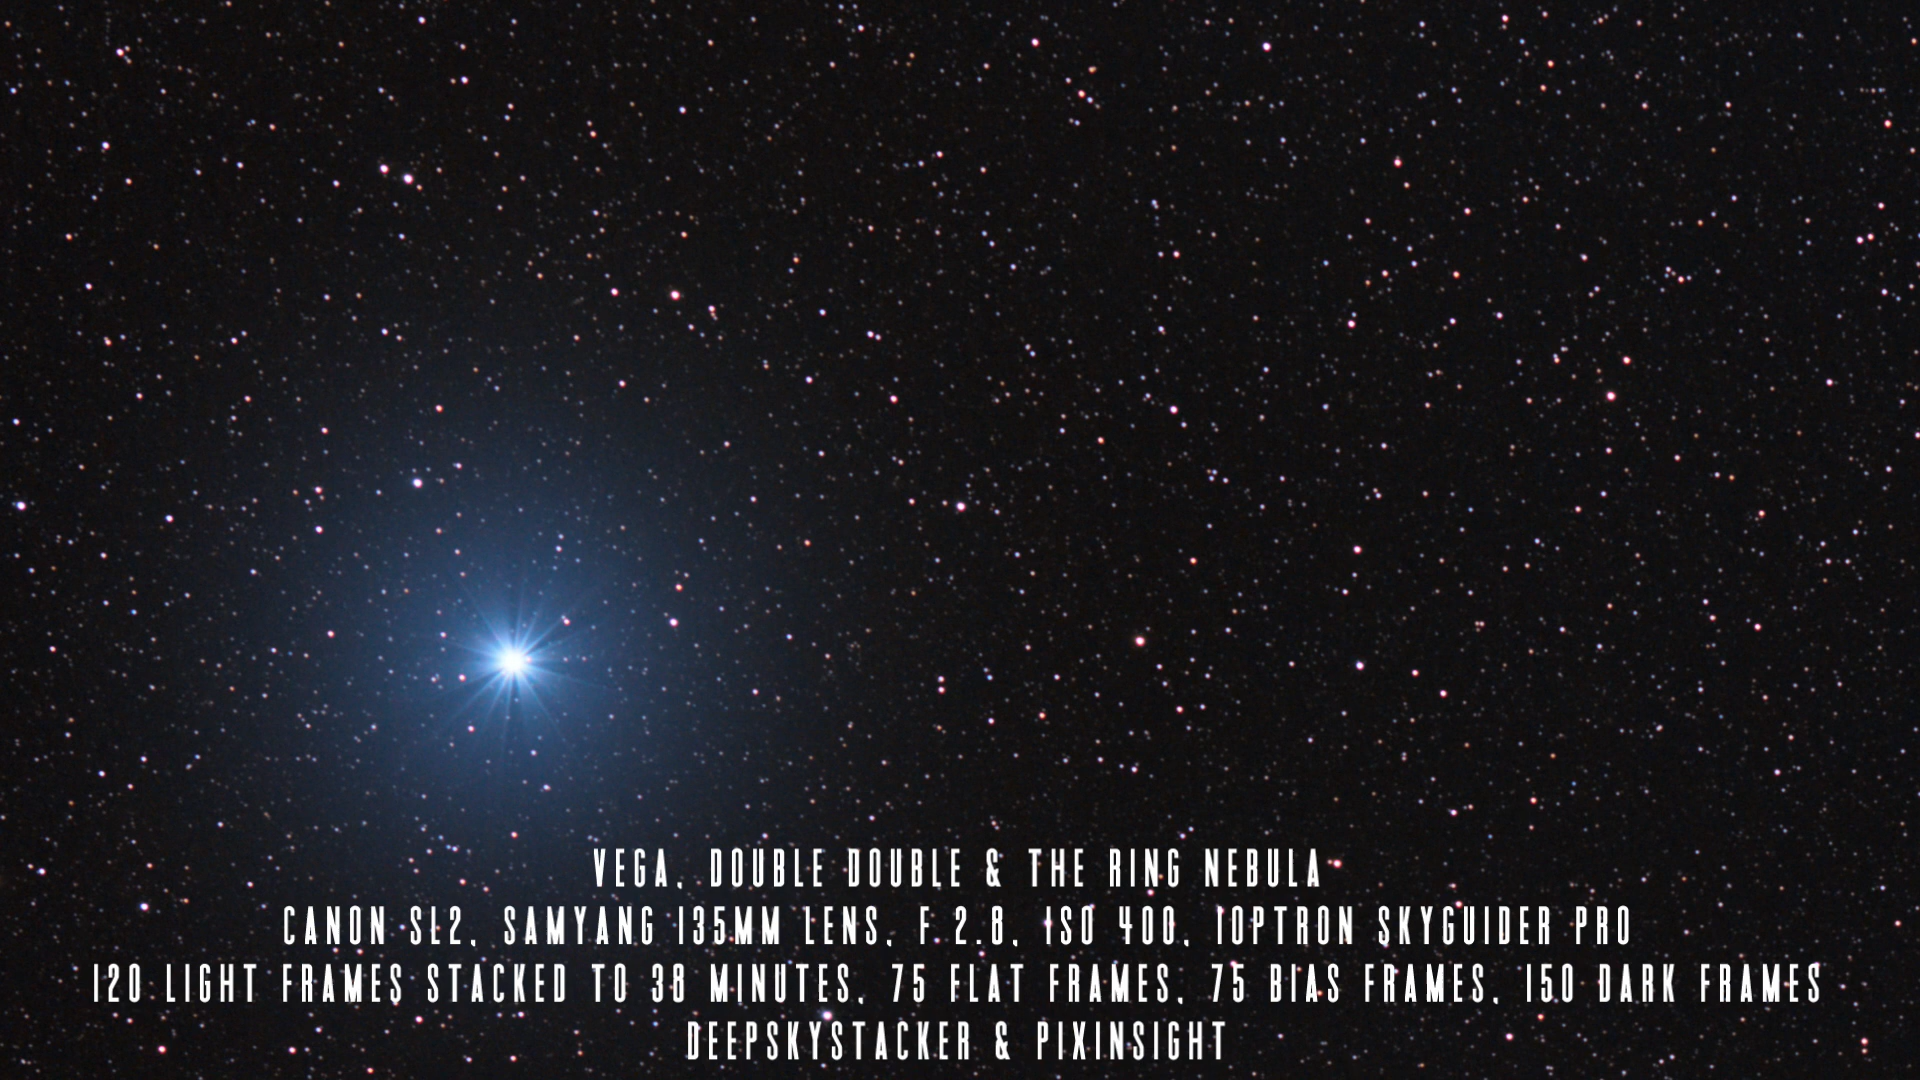 VEGA, DOUBLE DOUBLE & THE RING NEBULA
CANON SL2, SAMYANG 135MM LENS, F 2.8, ISO 400, IOPTRON SKYGUIDER PRO
120 LIGHT FRAMES STACKED TO 38 MINUTES, 75 FLAT FRAMES, 75 BIAS FRAMES, 150 DARK FRAMES
DEEPSKYSTACKER & PIXINSIGHT